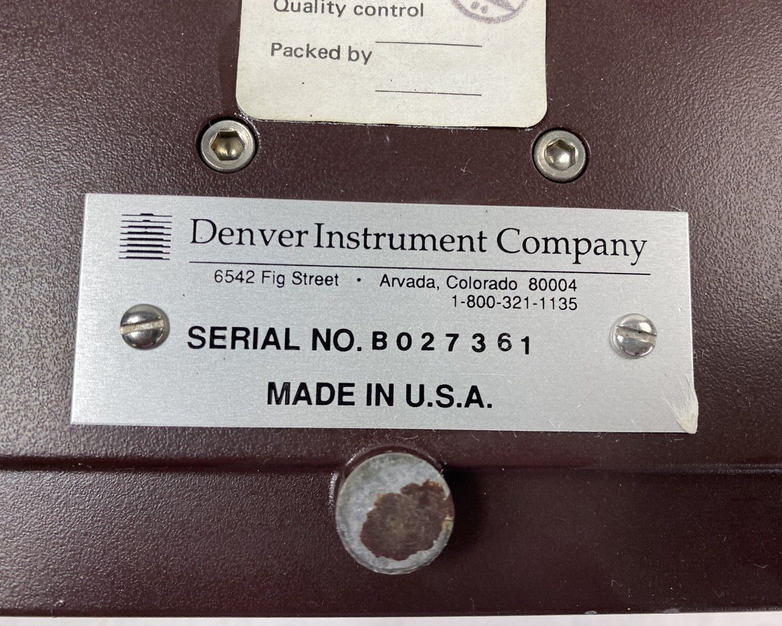 Quality control
Packed by
Denver Instrument Company
6542 Fig Street • Arvada, Colorado 80004
1-800-321-1135
SERIAL NO. B027361
MADE IN U.S.A.